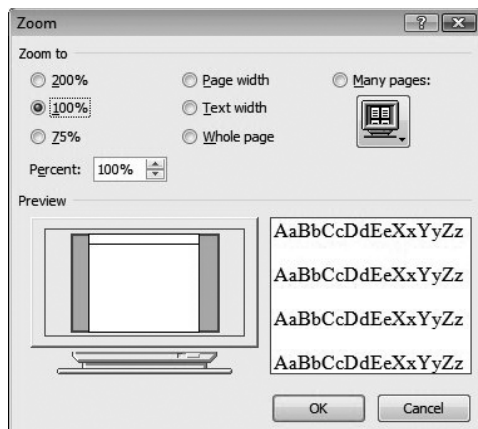 Zoom
Zoom to
200% Page width Many pages:
100% Text width
75% Whole page
Percent: 100%
Preview
AaBbCcDdEeXxYyZz
AaBbCcDdEeXxYyZz
AaBbCcDdEeXxYyZz
AaBbCcDdEeXxYyZz
OK Cancel